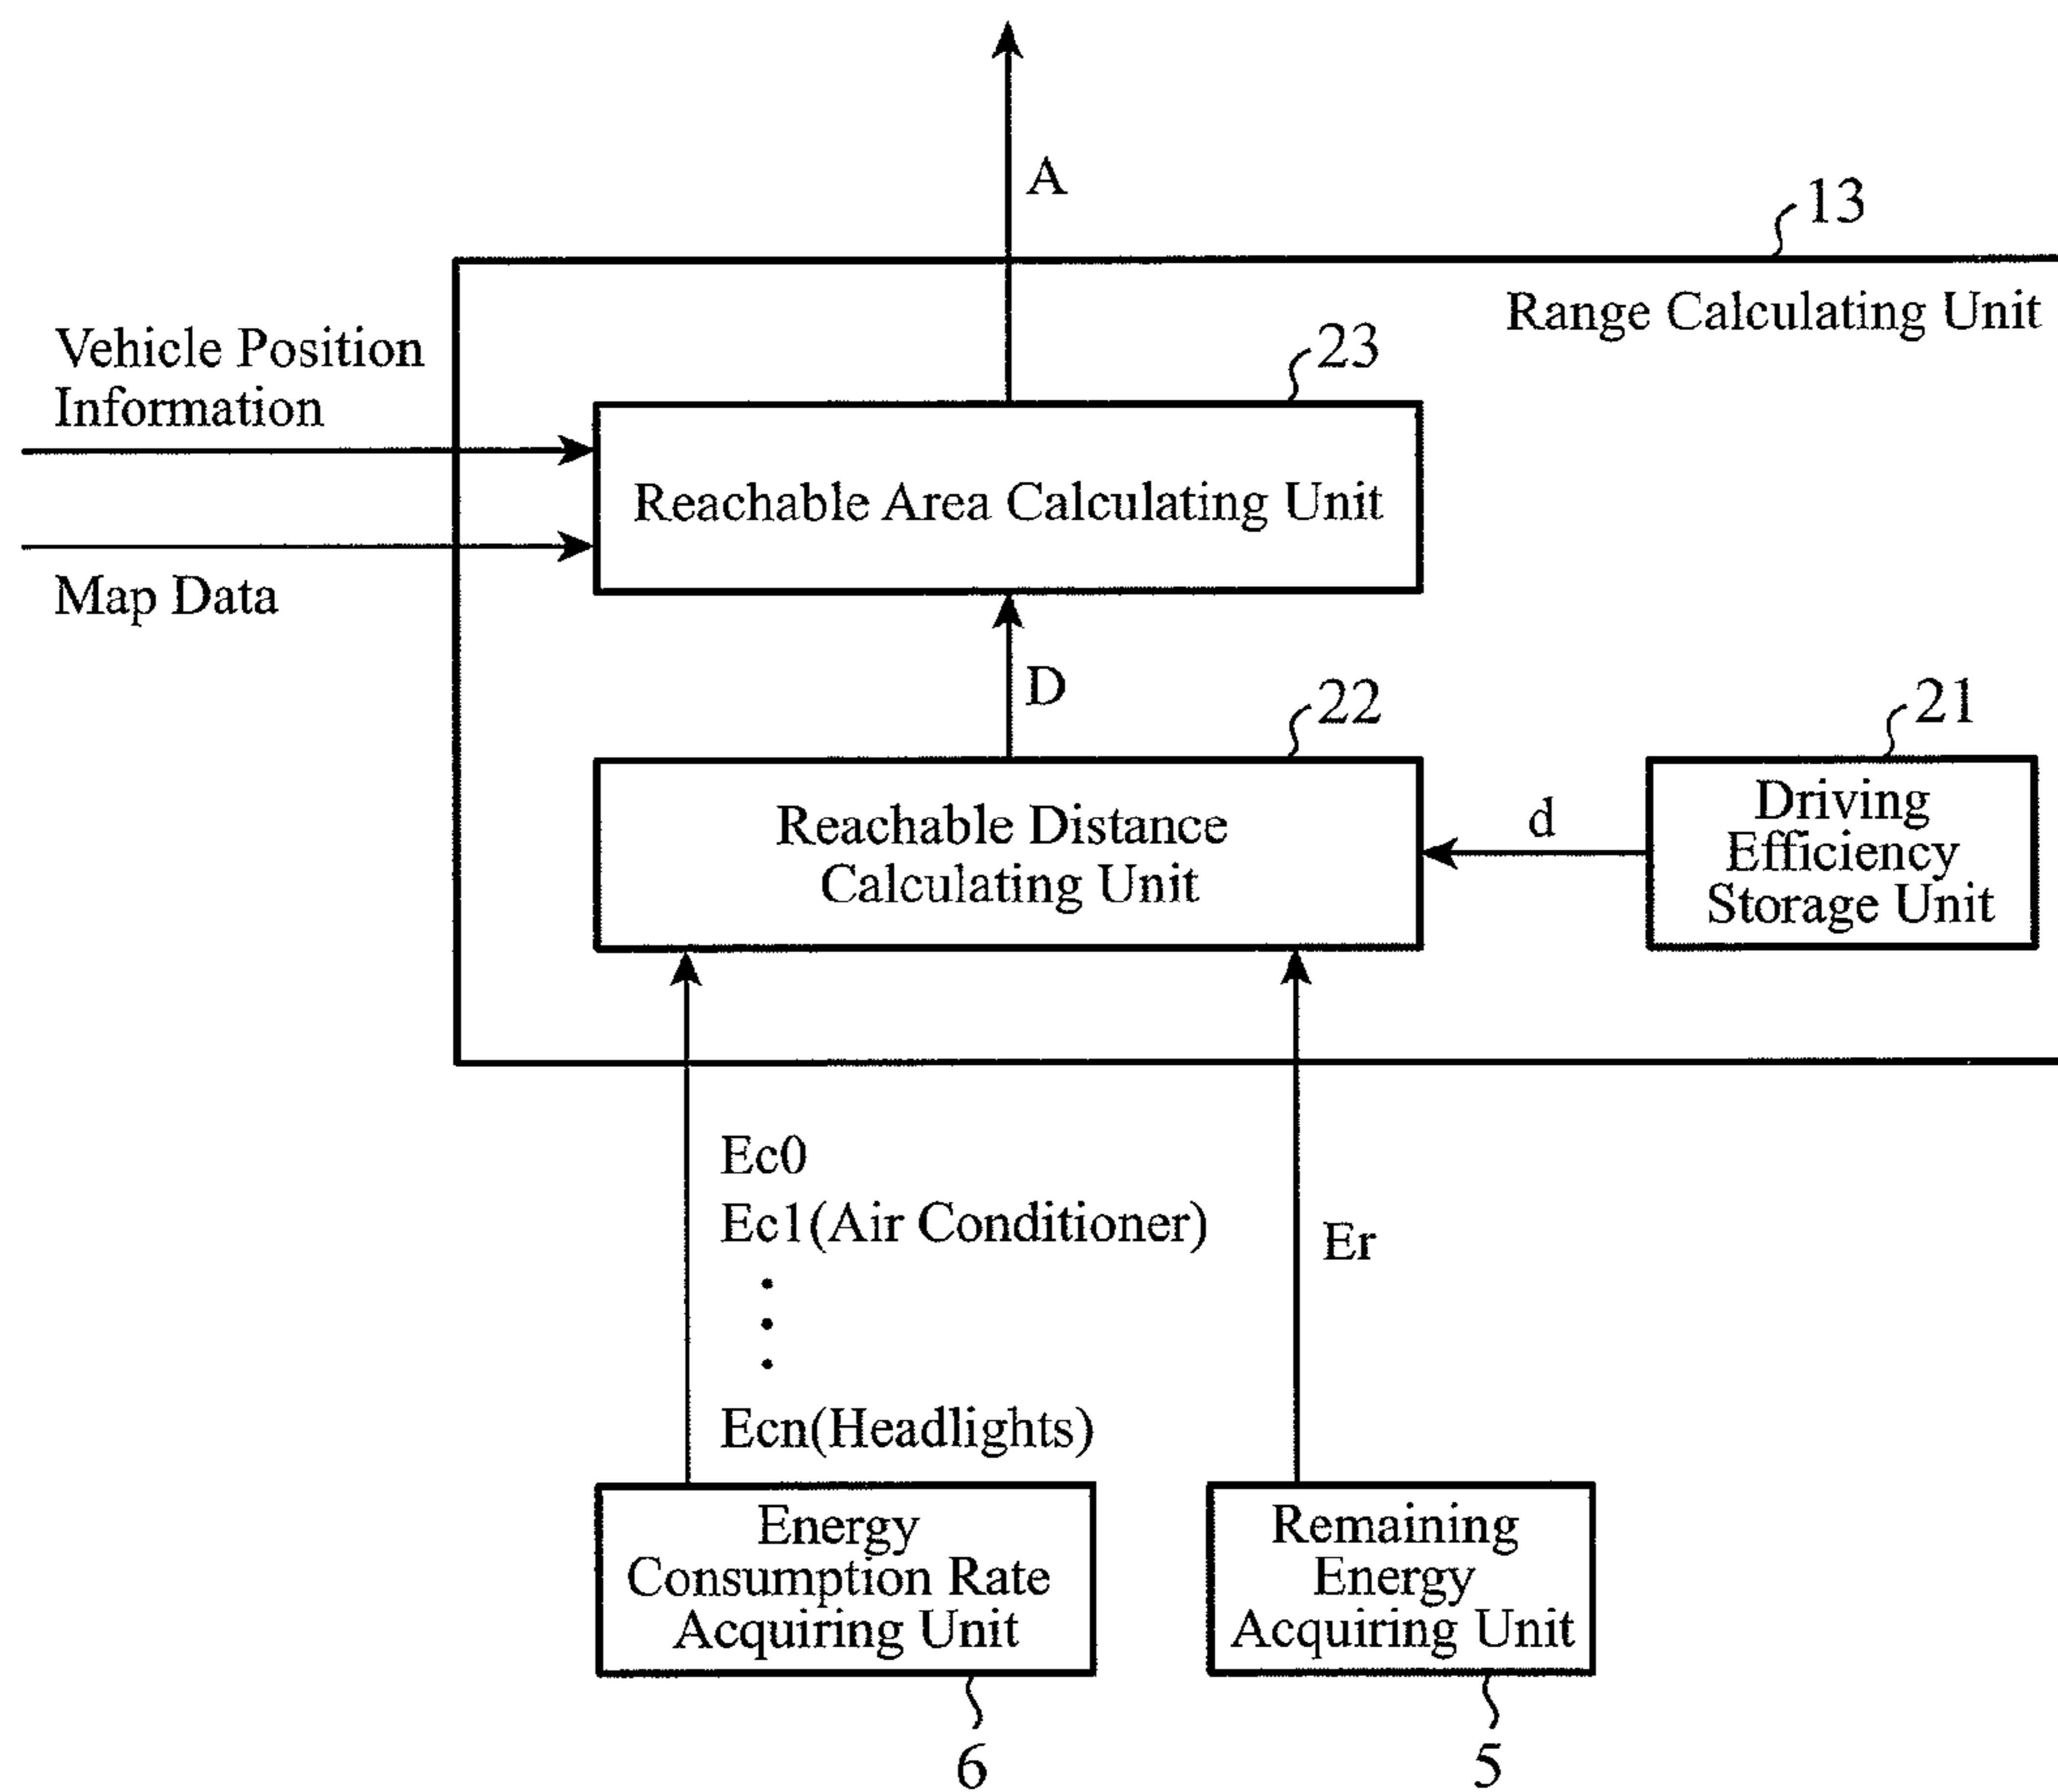 A
13
Range Calculating Unit
Vehicle Position
Information
23
Reachable Area Calculating Unit
Map Data
D
22
21
Reachable Distance
Calculating Unit
d
Driving
Efficiency
Storage Unit
Ec0
Ec1(Air Conditioner)
Er
Ecn(Headlights)
Energy
Consumption Rate
Acquiring Unit
Remaining
Energy
Acquiring Unit
6
5